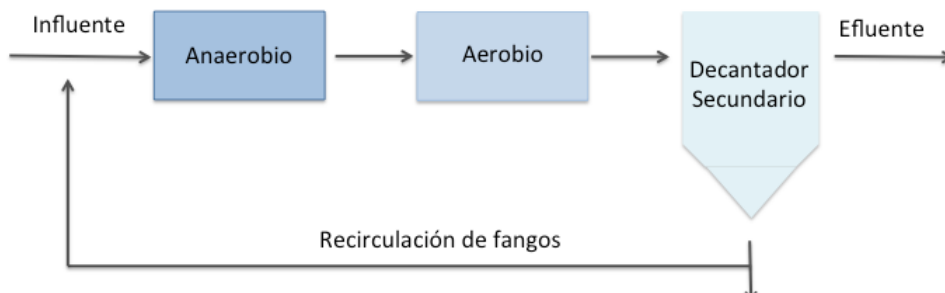 Influente
Anaerobio
Aerobio
Decantador
Secundario
Efluente
Recirculación de fangos